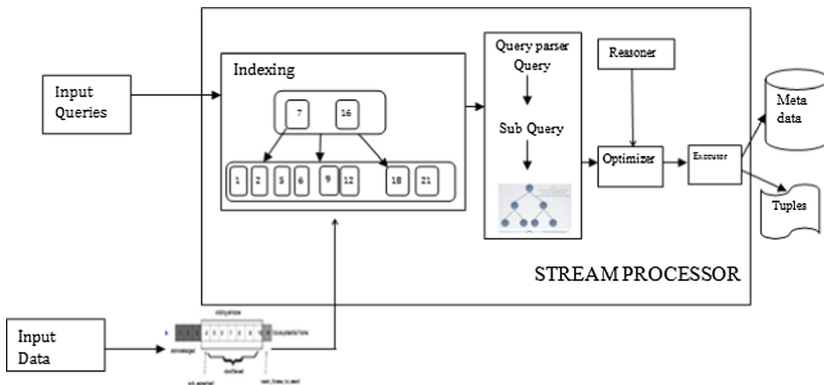 Input
Queries
Indexing
7 16
1 2 5 6 9 12 18 21
Query parser
Query
Sub Query
Reasoner
Optimizer
Executor
Meta
data
Tuples
STREAM PROCESSOR
Input
Data